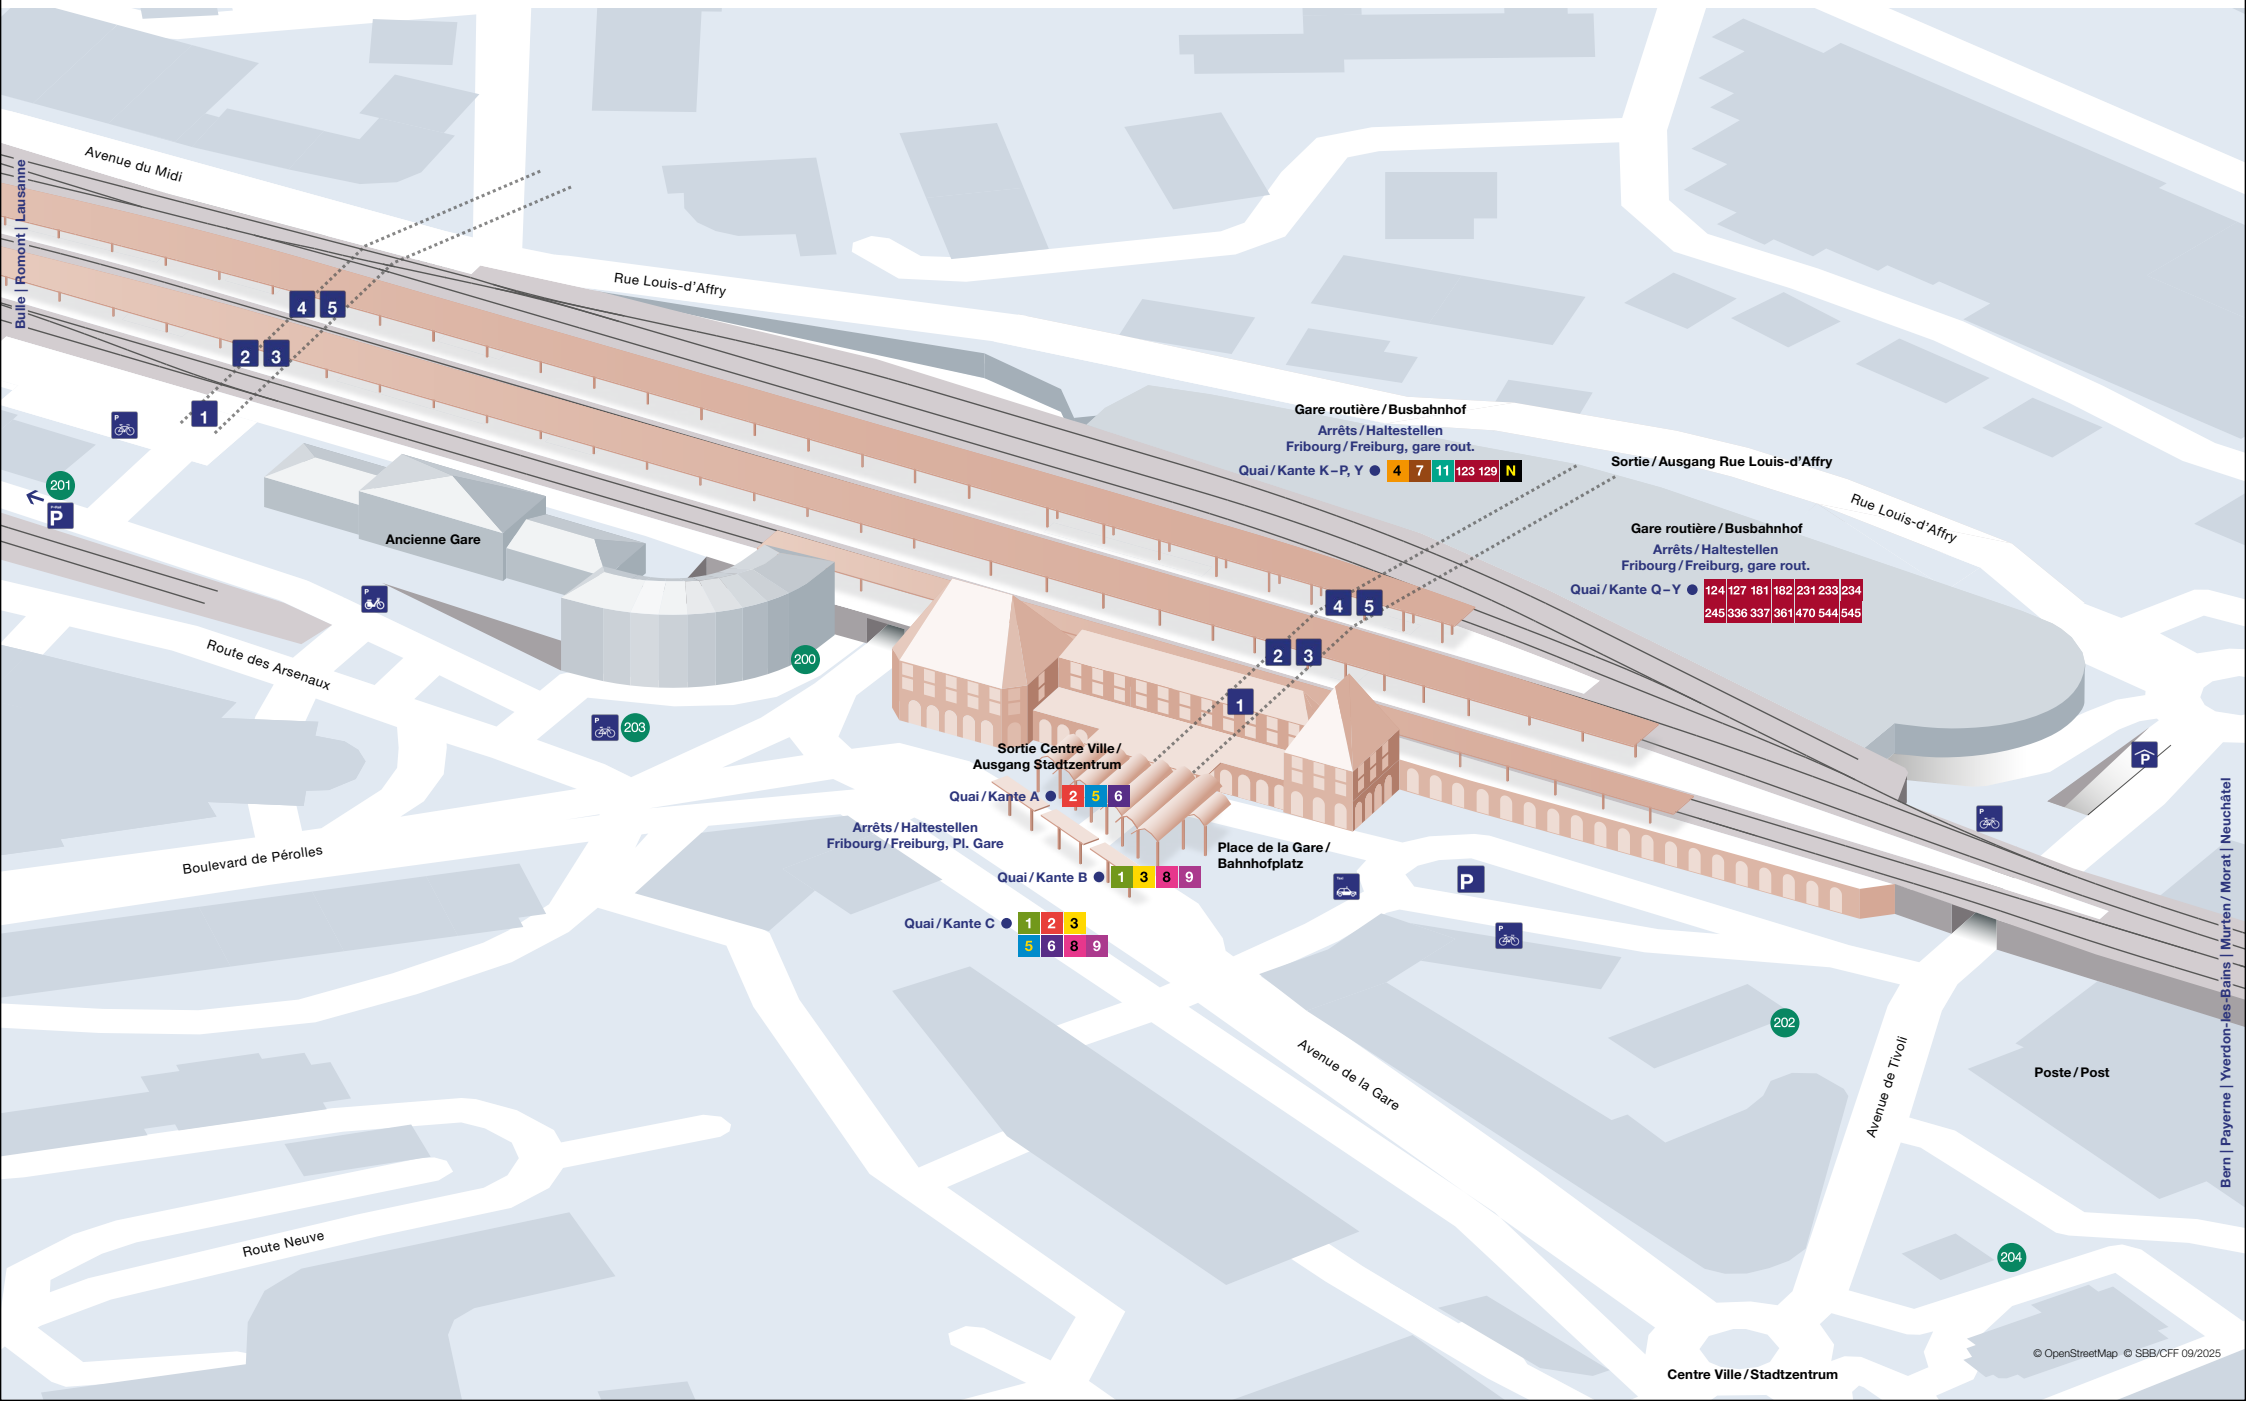 Avenue du Midi
Bulle | Romont | Lausanne
Rue Louis-d'Affry
4 5
2 3
1
P
201
P
Ancienne Gare
P
200
Route des Arsenaux
P
203
Gare routière / Busbahnhof
Arrêts / Haltestellen
Fribourg / Freiburg, gare rout.
Quai / Kante K – P, Y 4 7 11 123 129 N
Sortie / Ausgang Rue Louis-d'Affry
Rue Louis-d'Affry
Gare routière / Busbahnhof
Arrêts / Haltestellen
Fribourg / Freiburg, gare rout.
Quai / Kante Q – Y 124 127 181 182 231 233 234
245 336 337 361 470 544 545
4 5
2 3
1
Sortie Centre Ville /
Ausgang Stadtzentrum
Quai / Kante A 2 5 6
Arrêts / Haltestellen
Fribourg / Freiburg, Pl. Gare
Quai / Kante B 1 3 8 9
Quai / Kante C 1 2 3
5 6 8 9
Place de la Gare /
Bahnhofplatz
Taxi
P
P
P
P
Boulevard de Pérolles
202
Avenue de la Gare
Avenue de Tivoli
Poste / Post
Bern | Payerne | Yverdon-les-Bains | Murten / Morat | Neuchâtel
Route Neuve
204
Centre Ville / Stadtzentrum
© OpenStreetMap © SBB/CFF 09/2025